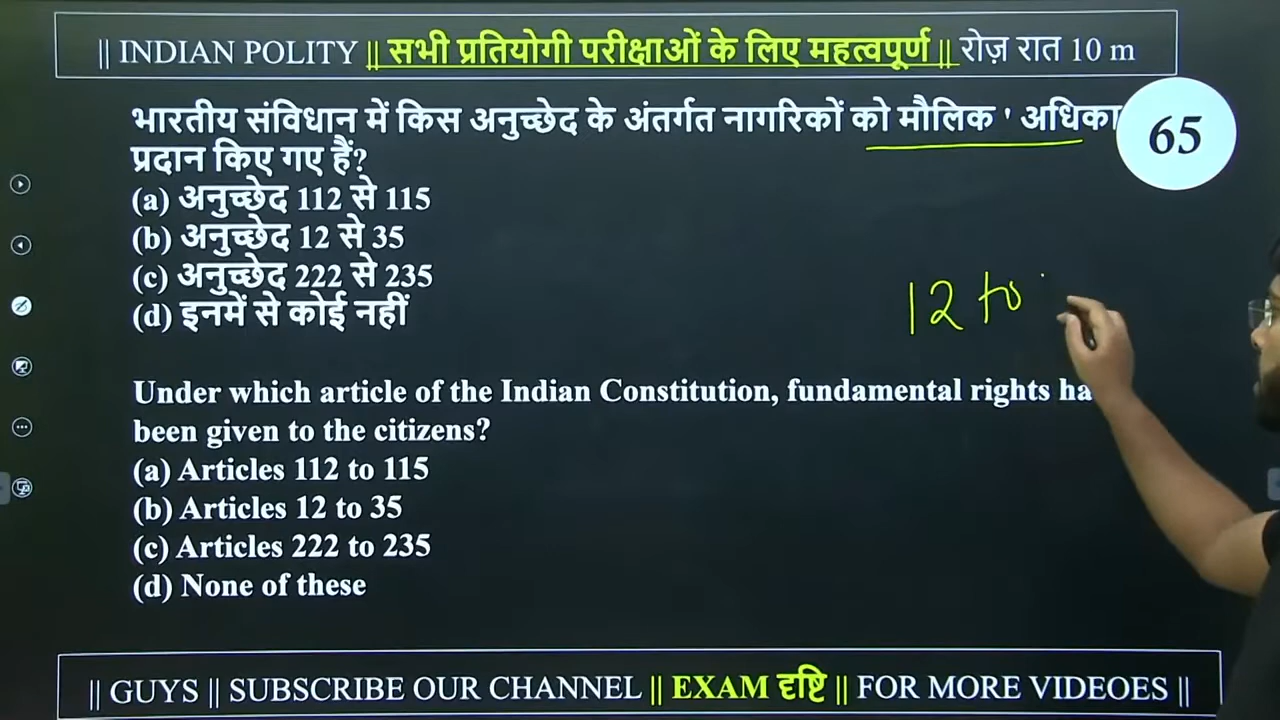 || INDIAN POLITY || सभी प्रतियोगी परीक्षाओं के लिए महत्वपूर्ण || रोज़ रात 10 m
65
भारतीय संविधान में किस अनुच्छेद के अंतर्गत नागरिकों को मौलिक ' अधिका
प्रदान किए गए हैं?
(a) अनुच्छेद 112 से 115
(b) अनुच्छेद 12 से 35
(c) अनुच्छेद 222 से 235
(d) इनमें से कोई नहीं
12 to
Under which article of the Indian Constitution, fundamental rights ha
been given to the citizens?
(a) Articles 112 to 115
(b) Articles 12 to 35
(c) Articles 222 to 235
(d) None of these
|| GUYS || SUBSCRIBE OUR CHANNEL || EXAM दृष्टि || FOR MORE VIDEOES ||